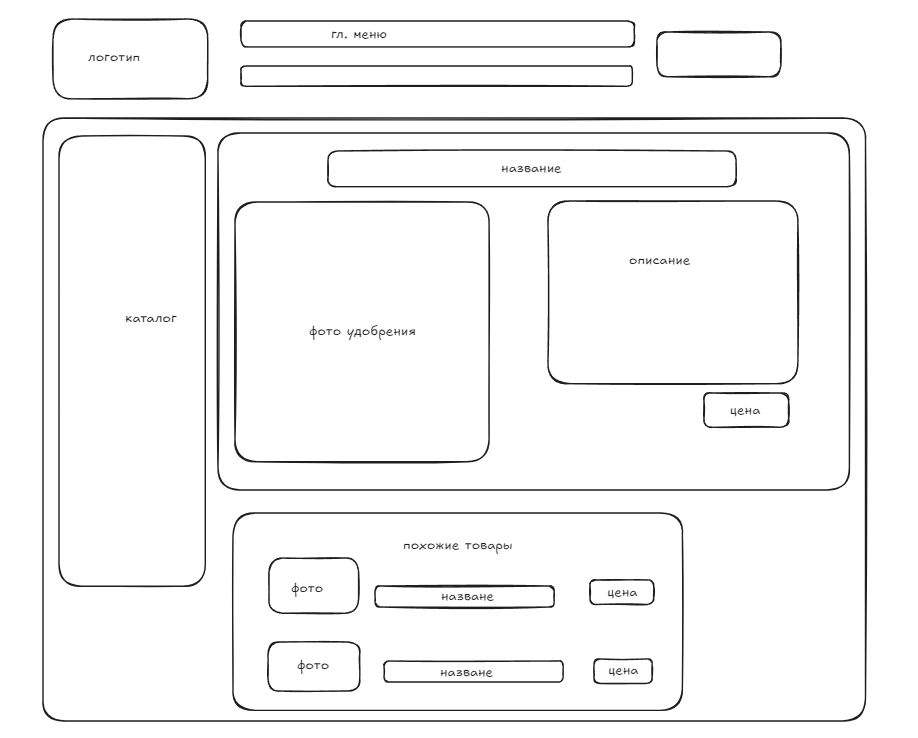 логотип
гл. меню
название
каталог
фото удобрения
описание
цена
похожие товары
фото
назване
цена
фото
назване
цена